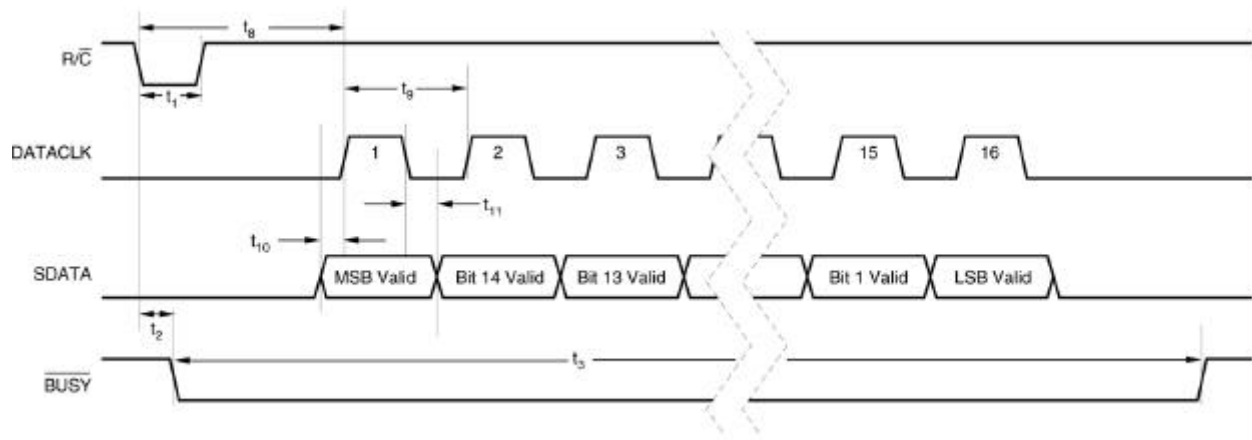 t8
R/C̅
t1
t9
DATACLK
1
2
3
15
16
t11
t10
SDATA
MSB Valid
Bit 14 Valid
Bit 13 Valid
Bit 1 Valid
LSB Valid
t2
t3
B̅U̅S̅Y̅